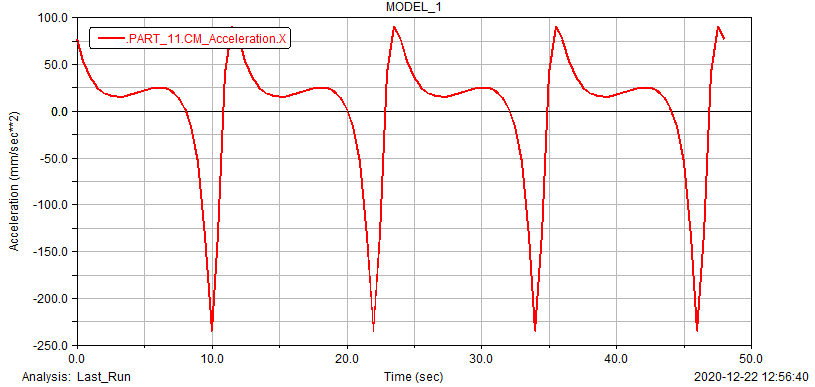 MODEL_1
.PART_11.CM_Acceleration.X
100.0
50.0
0.0
-50.0
-100.0
-150.0
-200.0
-250.0
Acceleration (mm/sec**2)
0.0 10.0 20.0 30.0 40.0 50.0
Analysis: Last_Run Time (sec) 2020-12-22 12:56:40